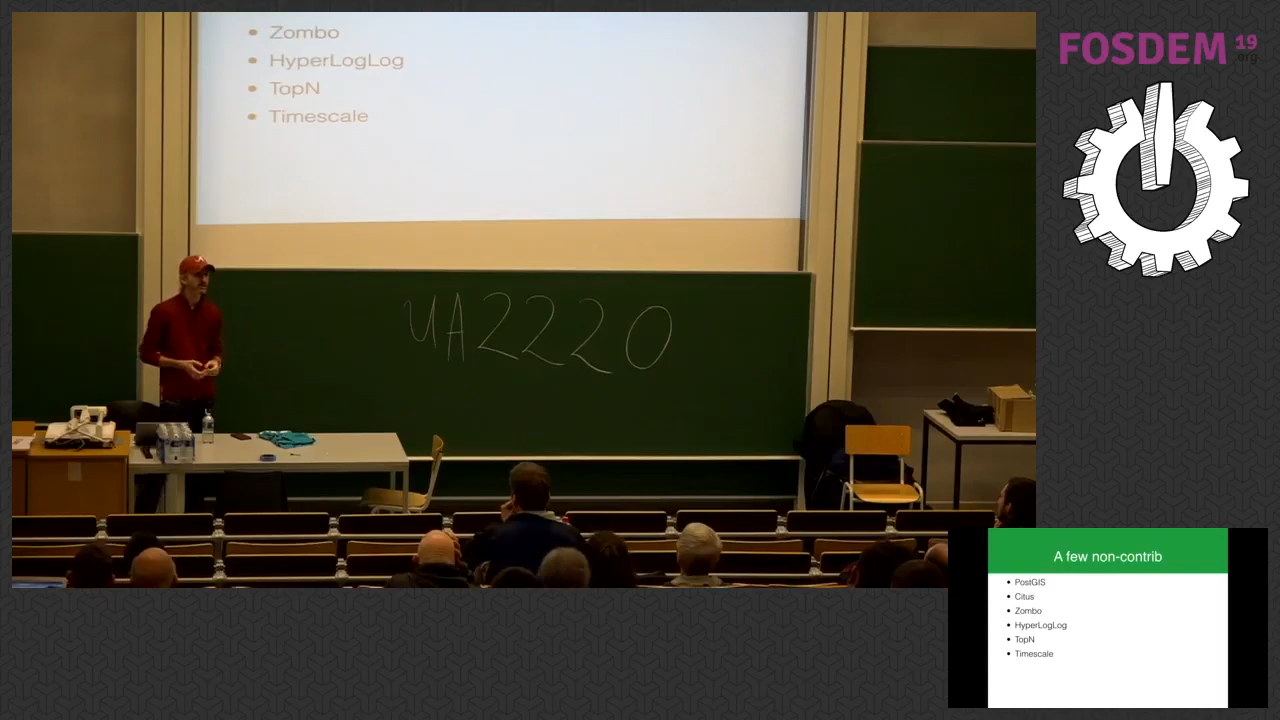 Zombo
HyperLogLog
TopN
Timescale
UA2220
FOSDEM 19
.org
A few non-contrib
PostGIS
Citus
Zombo
HyperLogLog
TopN
Timescale